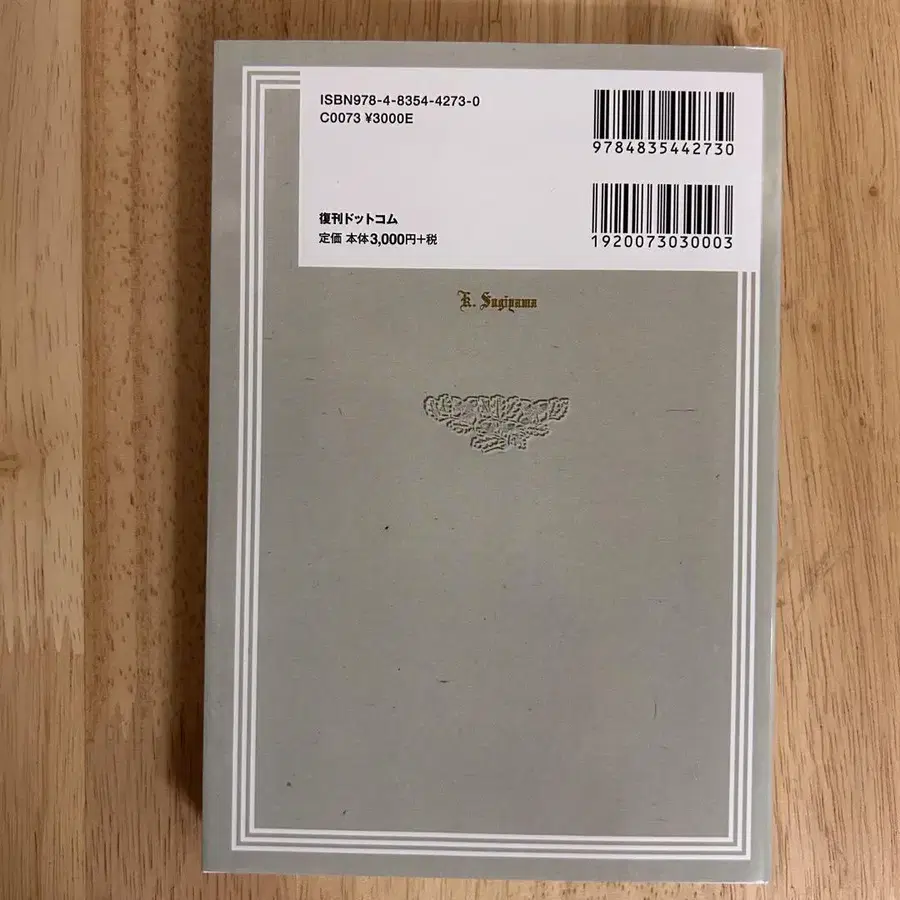 ISBN978-4-8354-4273-0
C0073 ¥3000E
9784835442730
復刊ドットコム
定価 本体3,000円+税
1920073030003
K. Sugiyama